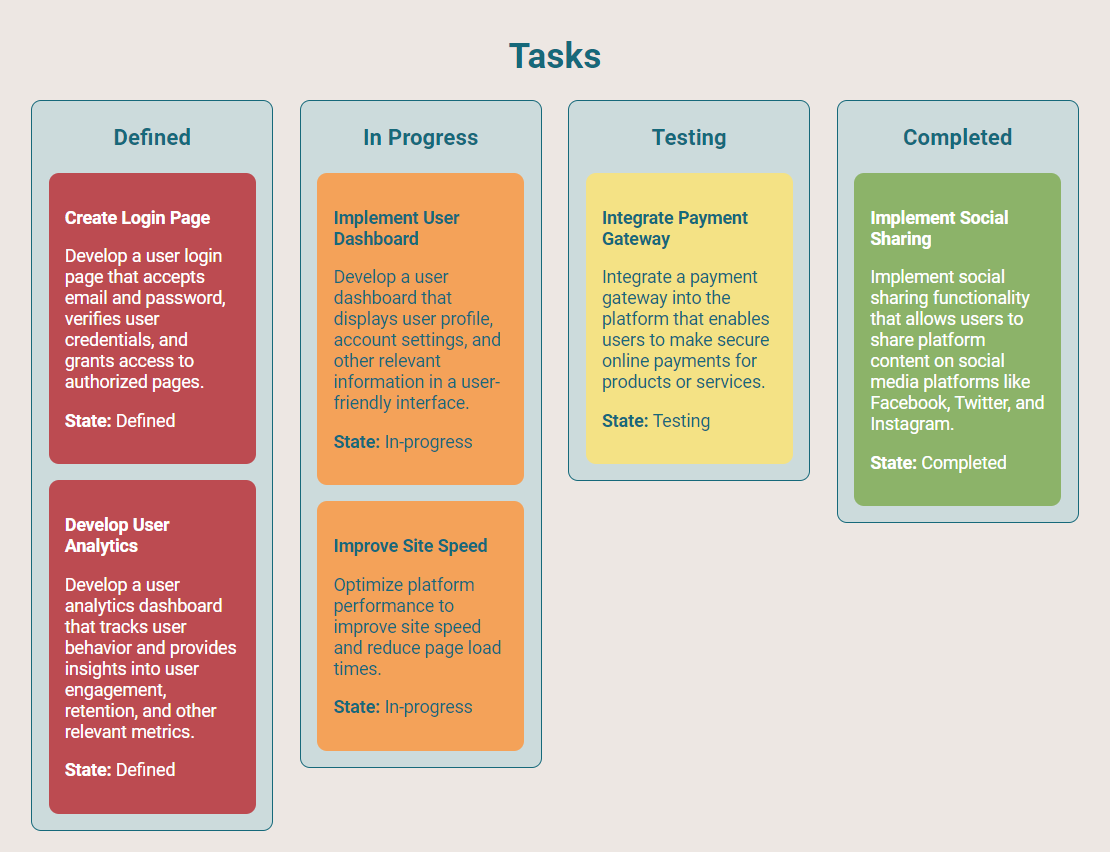 Tasks
Defined
Create Login Page
Develop a user login
page that accepts
email and password,
verifies user
credentials, and
grants access to
authorized pages.
State: Defined
Develop User
Analytics
Develop a user
analytics dashboard
that tracks user
behavior and provides
insights into user
engagement,
retention, and other
relevant metrics.
State: Defined
In Progress
Implement User
Dashboard
Develop a user
dashboard that
displays user profile,
account settings, and
other relevant
information in a user-
friendly interface.
State: In-progress
Improve Site Speed
Optimize platform
performance to
improve site speed
and reduce page load
times.
State: In-progress
Testing
Integrate Payment
Gateway
Integrate a payment
gateway into the
platform that enables
users to make secure
online payments for
products or services.
State: Testing
Completed
Implement Social
Sharing
Implement social
sharing functionality
that allows users to
share platform
content on social
media platforms like
Facebook, Twitter, and
Instagram.
State: Completed